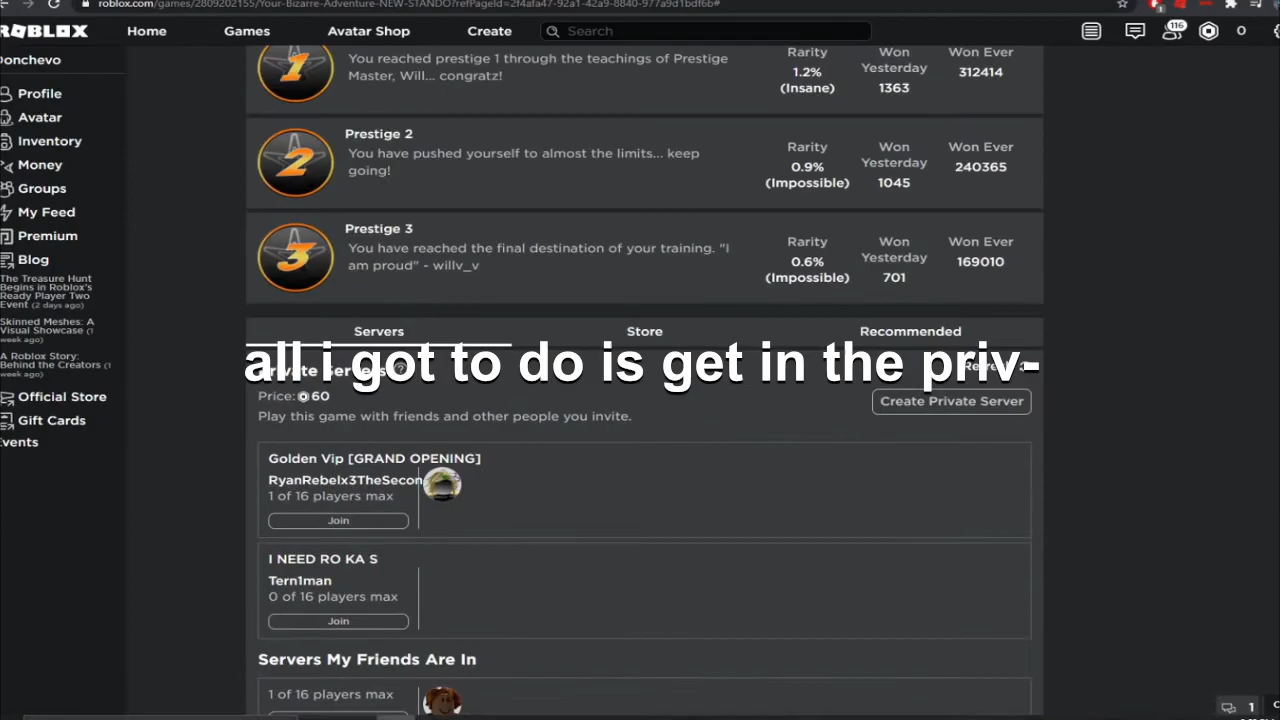 roblox.com/games/2809202155/Your-Bizarre-Adventure-NEW-STANDO?refPageId=2f4afa47-92a1-42a9-8840-977a9d1bdf6b#
ROBLOX
Home
Games
Avatar Shop
Create
Search
116
0
Donchevo
Profile
Avatar
Inventory
Money
Groups
My Feed
Premium
Blog
The Treasure Hunt
Begins in Roblox's
Ready Player Two
Event (2 days ago)
Skinned Meshes: A
Visual Showcase (1
week ago)
A Roblox Story:
Behind the Creators (1
week ago)
Official Store
Gift Cards
Events
1
You reached prestige 1 through the teachings of Prestige
Master, Will... congratz!
Rarity
1.2%
(Insane)
Won
Yesterday
1363
Won Ever
312414
Prestige 2
2
You have pushed yourself to almost the limits... keep
going!
Rarity
0.9%
(Impossible)
Won
Yesterday
1045
Won Ever
240365
Prestige 3
3
You have reached the final destination of your training. "I
am proud" - willv_v
Rarity
0.6%
(Impossible)
Won
Yesterday
701
Won Ever
169010
Servers
Store
Recommended
all i got to do is get in the priv-
Private Servers
Refresh
Price: 60
Play this game with friends and other people you invite.
Create Private Server
Golden Vip [GRAND OPENING]
RyanRebelx3TheSecon
1 of 16 players max
Join
I NEED RO KA S
Tern1man
0 of 16 players max
Join
Servers My Friends Are In
1 of 16 players max
1